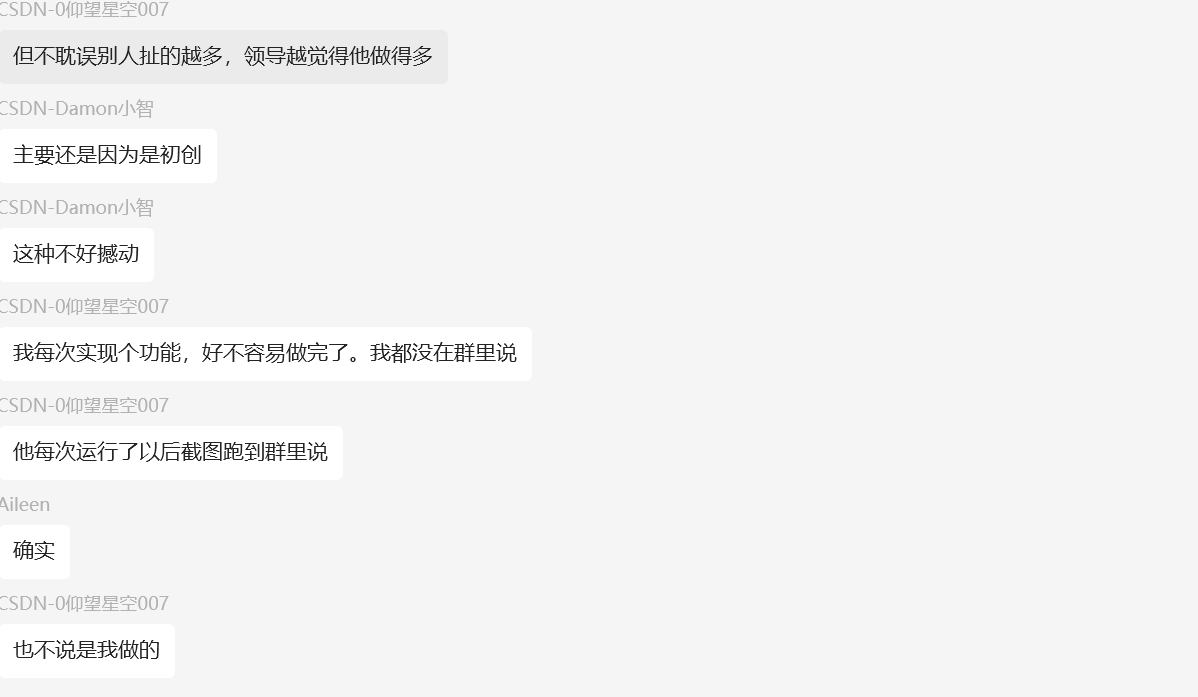 CSDN-0仰望星空007
但不耽误别人扯的越多，领导越觉得他做得多
CSDN-Damon小智
主要还是因为是初创
CSDN-Damon小智
这种不好撼动
CSDN-0仰望星空007
我每次实现个功能，好不容易做完了。我都没在群里说
CSDN-0仰望星空007
他每次运行了以后截图跑到群里说
Aileen
确实
CSDN-0仰望星空007
也不说是我做的